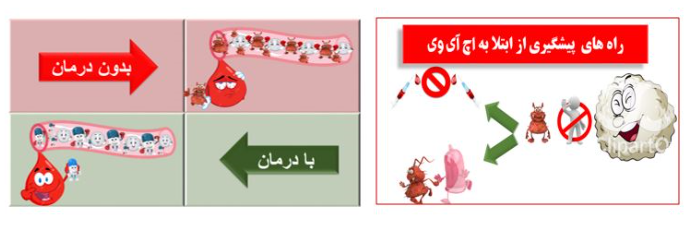 راه های پیشگیری از ابتلا به اچ آی وی
بدون درمان
با درمان